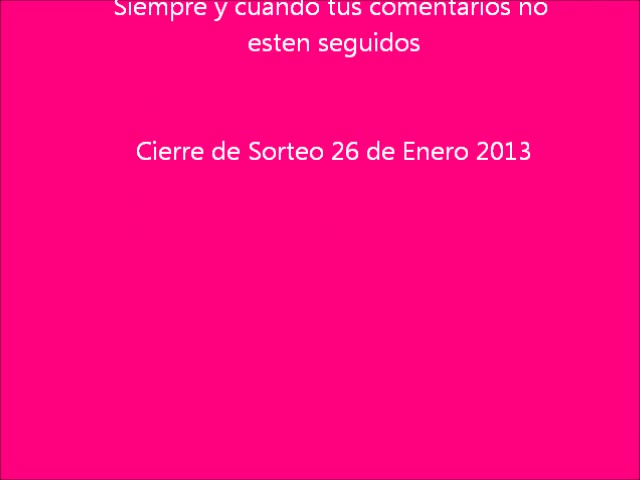 Siempre y cuando tus comentarios no
esten seguidos
Cierre de Sorteo 26 de Enero 2013